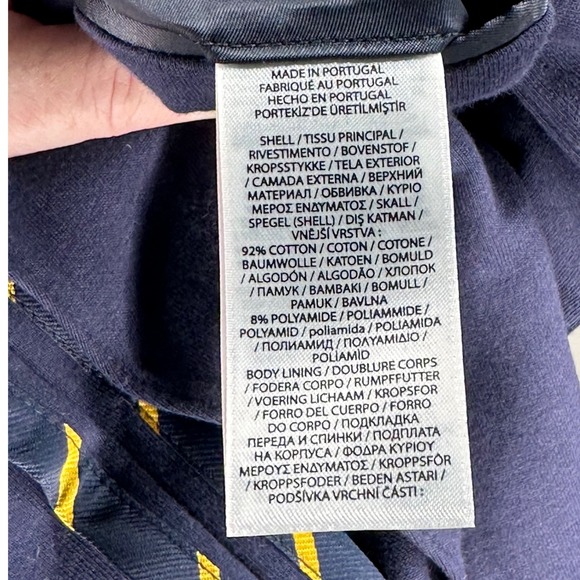 MADE IN PORTUGAL
FABRIQUÉ AU PORTUGAL
HECHO EN PORTUGAL
PORTEKİZ'DE ÜRETİLMİŞTİR
SHELL / TISSU PRINCIPAL /
RIVESTIMENTO / BOVENSTOF /
KROPSSTYKKE / TELA EXTERIOR
/ CAMADA EXTERNA / ВЕРХНИЙ
МАТЕРИАЛ / ОБВИВКА / ΚΥΡΙΟ
ΜΕΡΟΣ ΕΝΔΥΜΑΤΟΣ / SKALL /
SPEGEL (SHELL) / DIŞ KATMAN /
VNĚJŠÍ VRSTVA :
92% COTTON / COTON / COTONE /
BAUMWOLLE / KATOEN / BOMULD
/ ALGODÓN / ALGODÃO / ХЛОПОК
/ ПАМУК / ΒΑΜΒΑΚΙ / BOMULL /
PAMUK / BAVLNA
8% POLYAMIDE / POLIAMMIDE /
POLYAMID / poliamida / POLIAMIDA
/ ПОЛИАМИД / ΠΟΛΥΑΜΙΔΙΟ /
POLIAMİD
BODY LINING / DOUBLURE CORPS
/ FODERA CORPO / RUMPFFUTTER
/ VOERING LICHAAM / KROPSFOR
/ FORRO DEL CUERPO / FORRO
DO CORPO / ПОДКЛАДКА
ПЕРЕДА И СПИНКИ / ПОДПЛАТА
НА КОРПУСА / ΦΟΔΡΑ ΚΥΡΙΟΥ
ΜΕΡΟΥΣ ΕΝΔΥΜΑΤΟΣ / KROPPSFÔR
/ KROPPSFODER / BEDEN ASTARI /
PODŠÍVKA VRCHNÍ ČÁSTI :